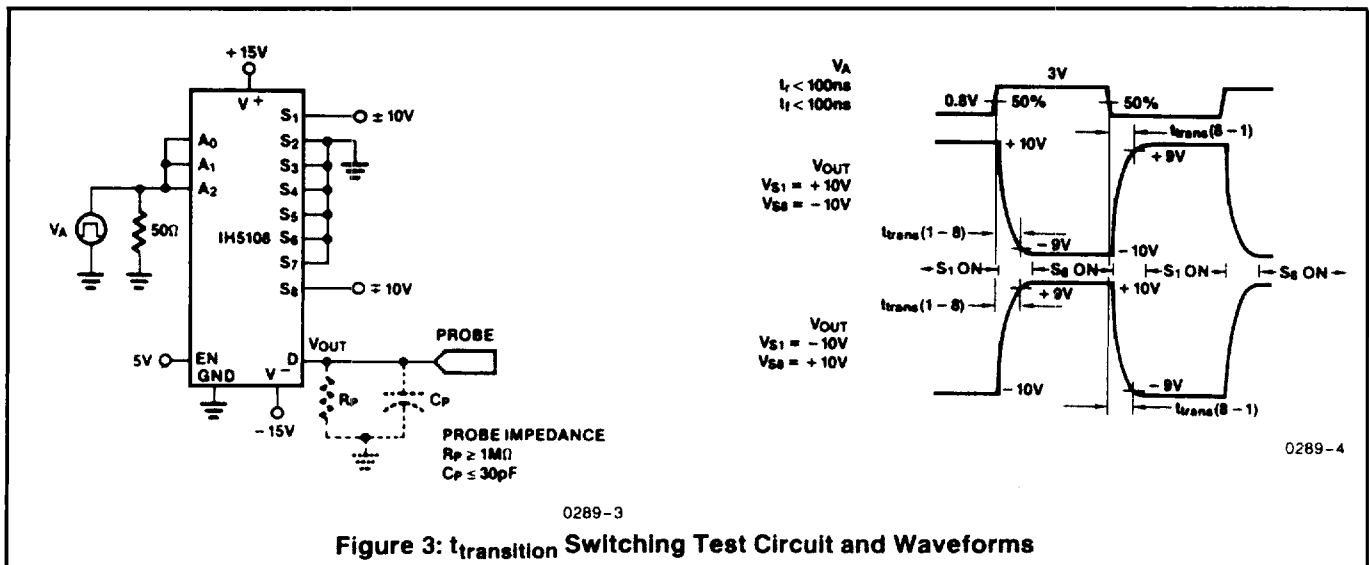 +15V
V+
S1
± 10V
A0
S2
A1
S3
A2
S4
VA
50Ω
S5
IH5108
S6
S7
S8
∓ 10V
PROBE
VOUT
5V
EN
D
GND
V−
RP
CP
−15V
PROBE IMPEDANCE
RP ≥ 1MΩ
CP ≤ 30pF
0289-3
VA
tr < 100ns
tf < 100ns
3V
0.8V
50%
50%
ttrans(8 − 1)
+10V
+9V
VOUT
VS1 = +10V
VS8 = −10V
ttrans(1 − 8)
−9V
−10V
S1 ON
S8 ON
S1 ON
S8 ON
ttrans(1 − 8)
+9V
+10V
VOUT
VS1 = −10V
VS8 = +10V
−10V
−9V
ttrans(8 − 1)
0289-4
Figure 3: ttransition Switching Test Circuit and Waveforms